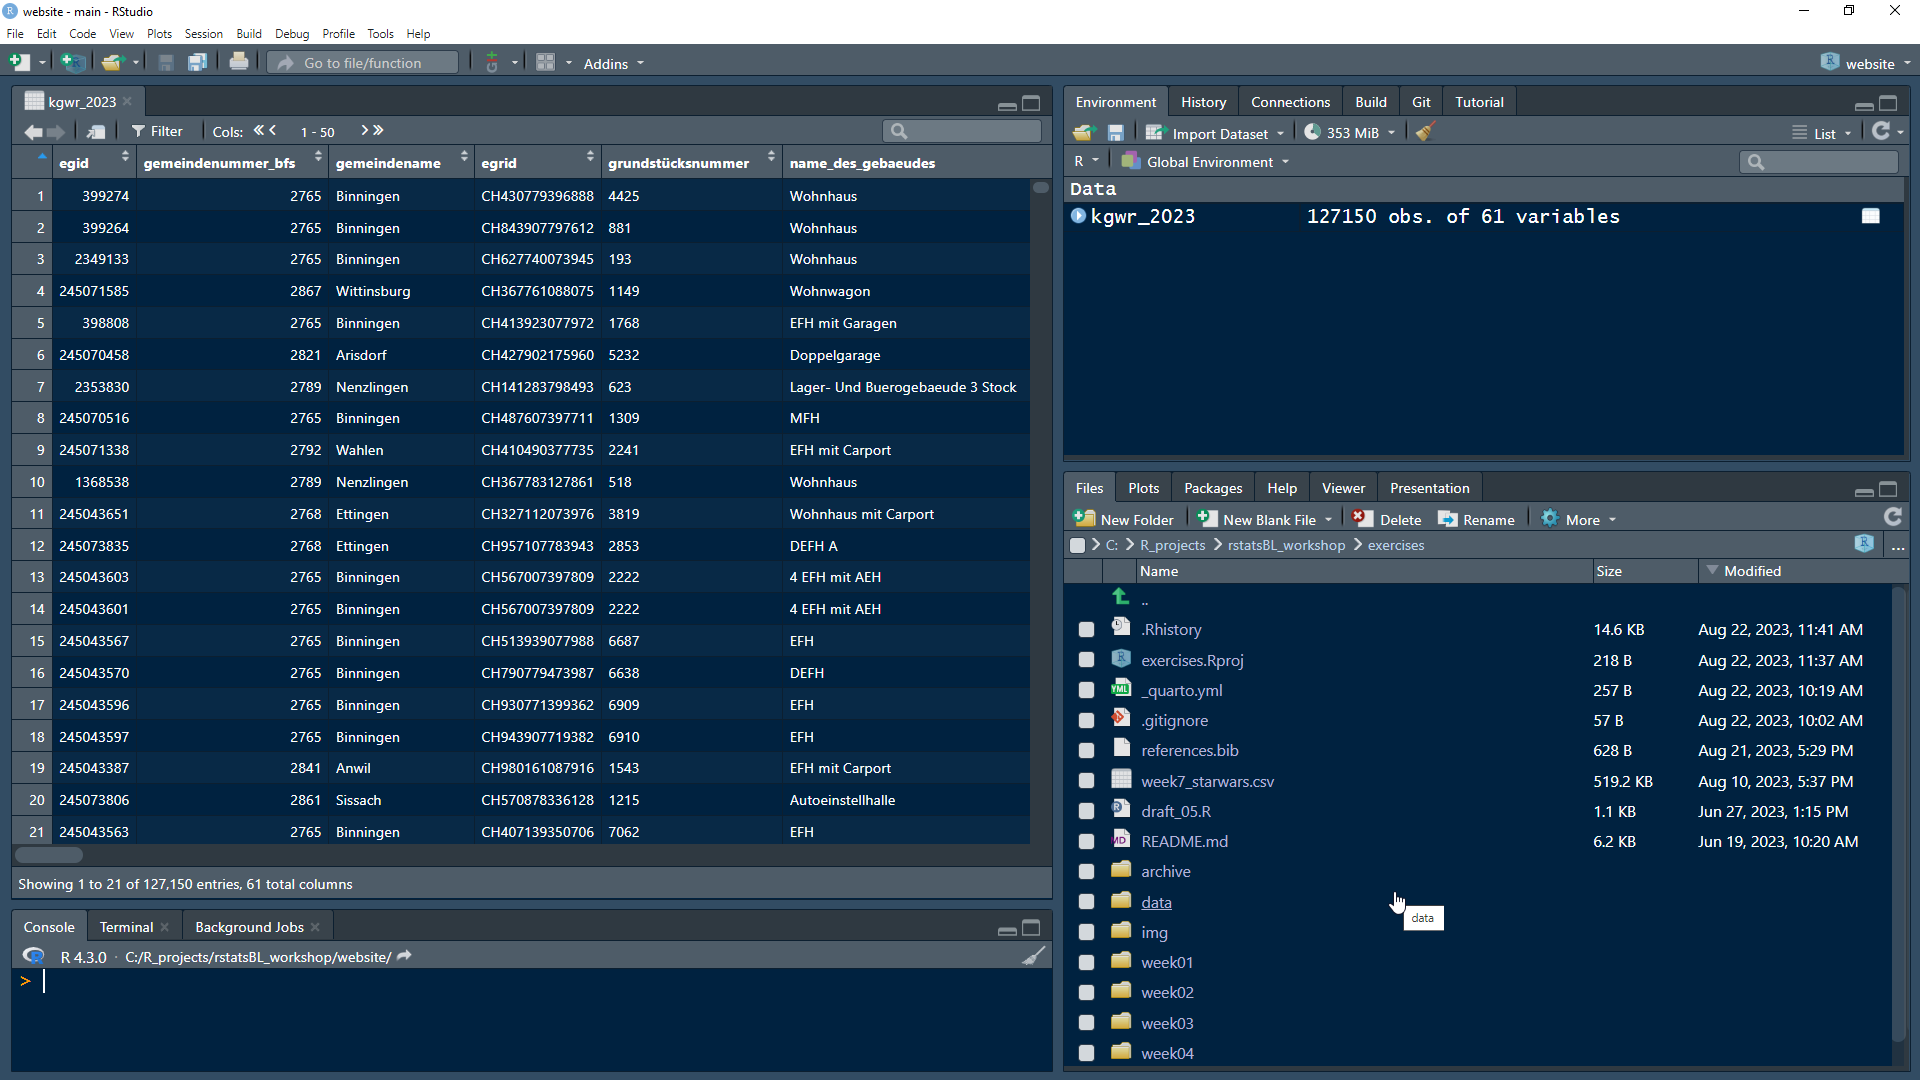 website - main - RStudio
File Edit Code View Plots Session Build Debug Profile Tools Help
Go to file/function Addins website
kgwr_2023
Filter Cols: 1 - 50
egid gemeindenummer_bfs gemeindename egrid grundstücksnummer name_des_gebaeudes
1 399274 2765 Binningen CH430779396888 4425 Wohnhaus
2 399264 2765 Binningen CH843907797612 881 Wohnhaus
3 2349133 2765 Binningen CH627740073945 193 Wohnhaus
4 245071585 2867 Wittinsburg CH367761088075 1149 Wohnwagon
5 398808 2765 Binningen CH413923077972 1768 EFH mit Garagen
6 245070458 2821 Arisdorf CH427902175960 5232 Doppelgarage
7 2353830 2789 Nenzlingen CH141283798493 623 Lager- Und Buerogebaeude 3 Stock
8 245070516 2765 Binningen CH487607397711 1309 MFH
9 245071338 2792 Wahlen CH410490377735 2241 EFH mit Carport
10 1368538 2789 Nenzlingen CH367783127861 518 Wohnhaus
11 245043651 2768 Ettingen CH327112073976 3819 Wohnhaus mit Carport
12 245073835 2768 Ettingen CH957107783943 2853 DEFH A
13 245043603 2765 Binningen CH567007397809 2222 4 EFH mit AEH
14 245043601 2765 Binningen CH567007397809 2222 4 EFH mit AEH
15 245043567 2765 Binningen CH513939077988 6687 EFH
16 245043570 2765 Binningen CH790779473987 6638 DEFH
17 245043596 2765 Binningen CH930771399362 6909 EFH
18 245043597 2765 Binningen CH943907719382 6910 EFH
19 245043387 2841 Anwil CH980161087916 1543 EFH mit Carport
20 245073806 2861 Sissach CH570878336128 1215 Autoeinstellhalle
21 245043563 2765 Binningen CH407139350706 7062 EFH
Showing 1 to 21 of 127,150 entries, 61 total columns
Console Terminal Background Jobs
R 4.3.0 · C:/R_projects/rstatsBL_workshop/website/
>
Environment History Connections Build Git Tutorial
Import Dataset 353 MiB List
R Global Environment
Data
kgwr_2023 127150 obs. of 61 variables
Files Plots Packages Help Viewer Presentation
New Folder New Blank File Delete Rename More
C: > R_projects > rstatsBL_workshop > exercises ...
Name Size Modified
..
.Rhistory 14.6 KB Aug 22, 2023, 11:41 AM
exercises.Rproj 218 B Aug 22, 2023, 11:37 AM
_quarto.yml 257 B Aug 22, 2023, 10:19 AM
.gitignore 57 B Aug 22, 2023, 10:02 AM
references.bib 628 B Aug 21, 2023, 5:29 PM
week7_starwars.csv 519.2 KB Aug 10, 2023, 5:37 PM
draft_05.R 1.1 KB Jun 27, 2023, 1:15 PM
README.md 6.2 KB Jun 19, 2023, 10:20 AM
archive
data
data
img
week01
week02
week03
week04